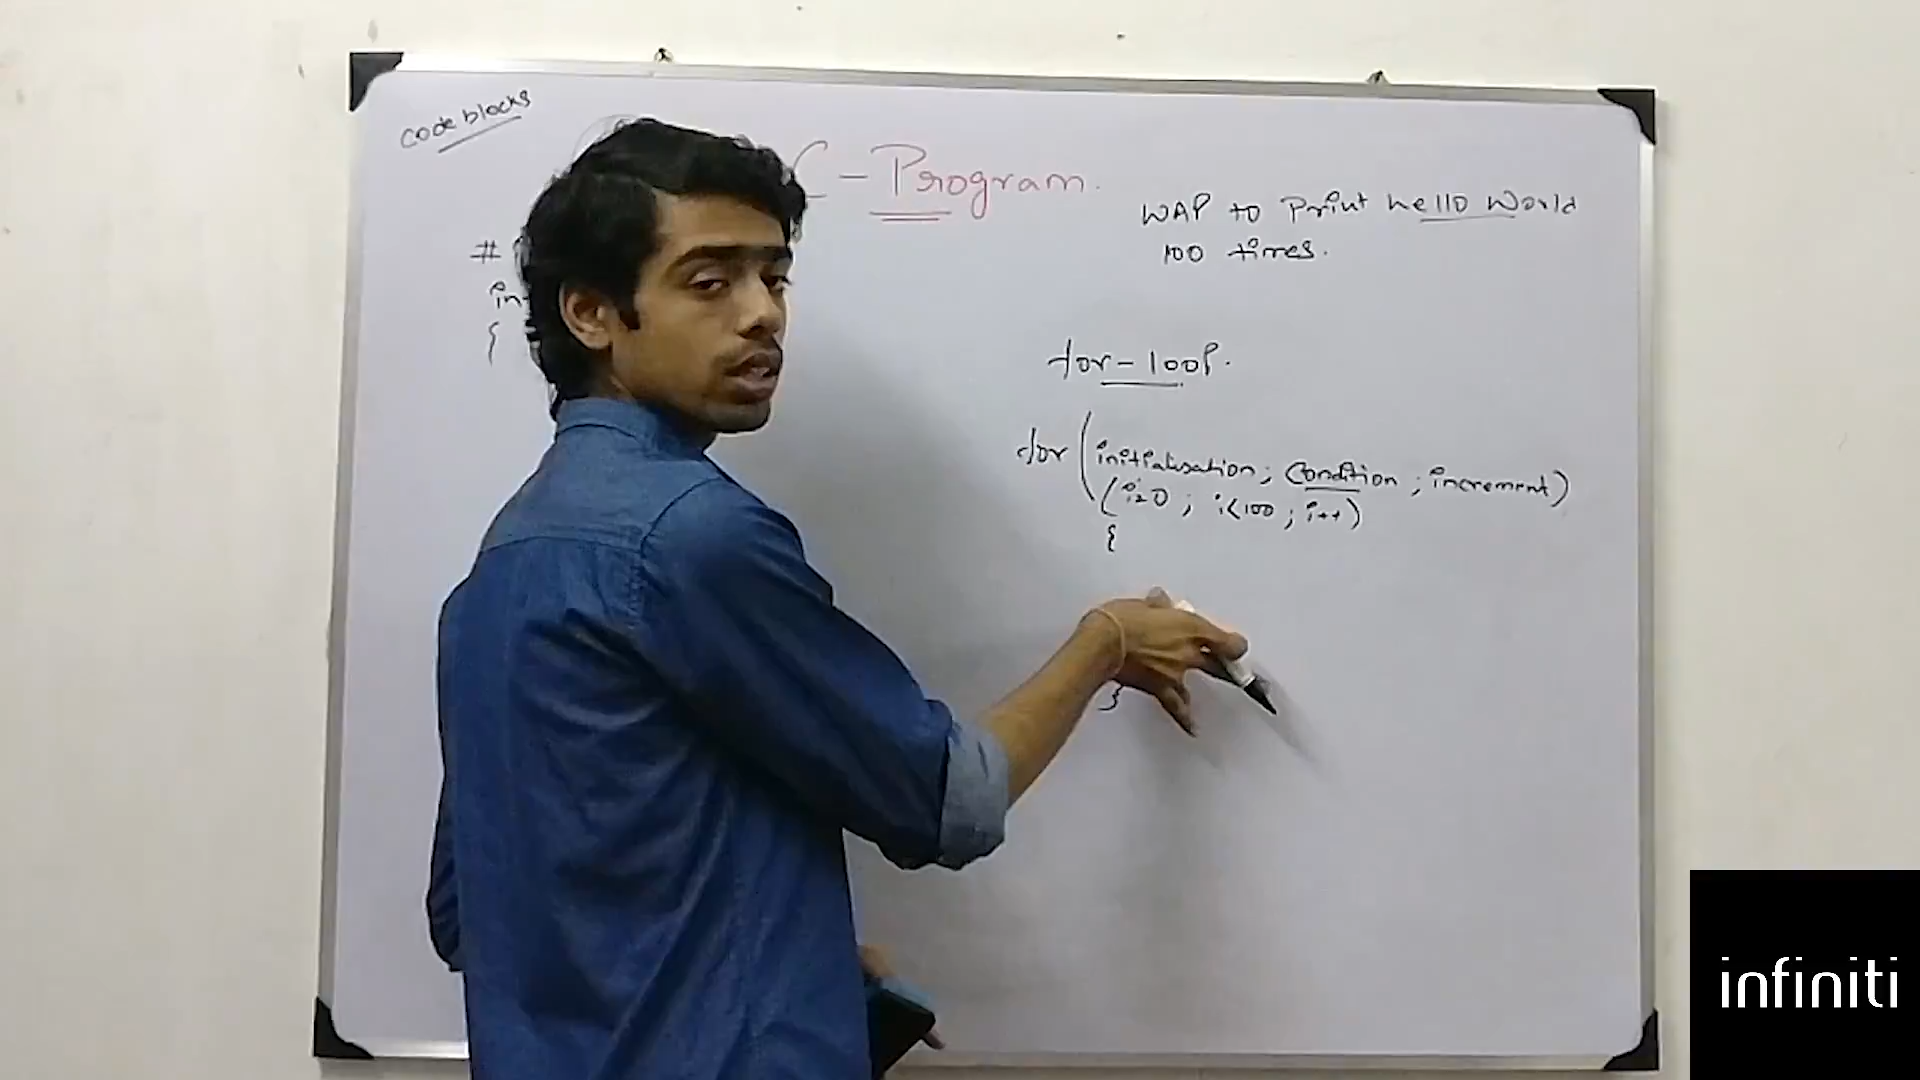 code blocks
C-Program.
WAP to Print hello World
100 times.
#
{
for-loop.
for (initialisation; condition; increment)
(i=0; i<100; i++)
{
}
infiniti